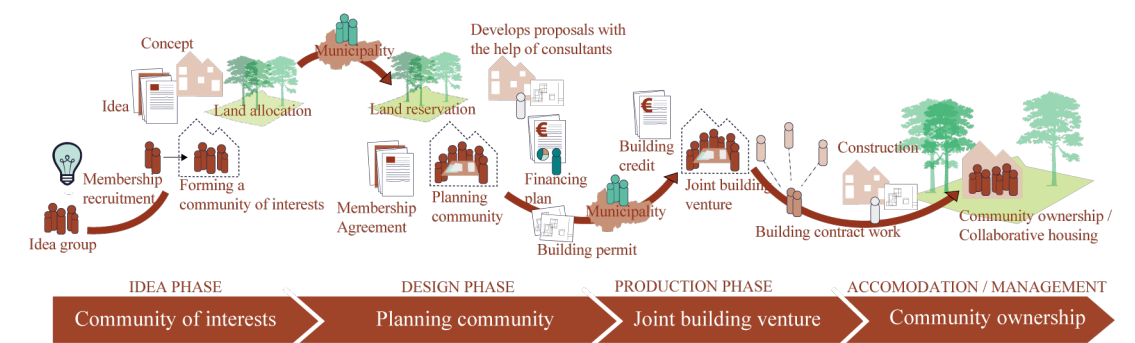 Concept
Idea
Land allocation
Membership
recruitment
Forming a
community of interests
Idea group
Municipality
Land reservation
Develops proposals with
the help of consultants
Membership
Agreement
Planning
community
Financing
plan
Building permit
Municipality
Building
credit
Joint building
venture
Construction
Building contract work
Community ownership /
Collaborative housing
IDEA PHASE
DESIGN PHASE
PRODUCTION PHASE
ACCOMODATION / MANAGEMENT
Community of interests
Planning community
Joint building venture
Community ownership